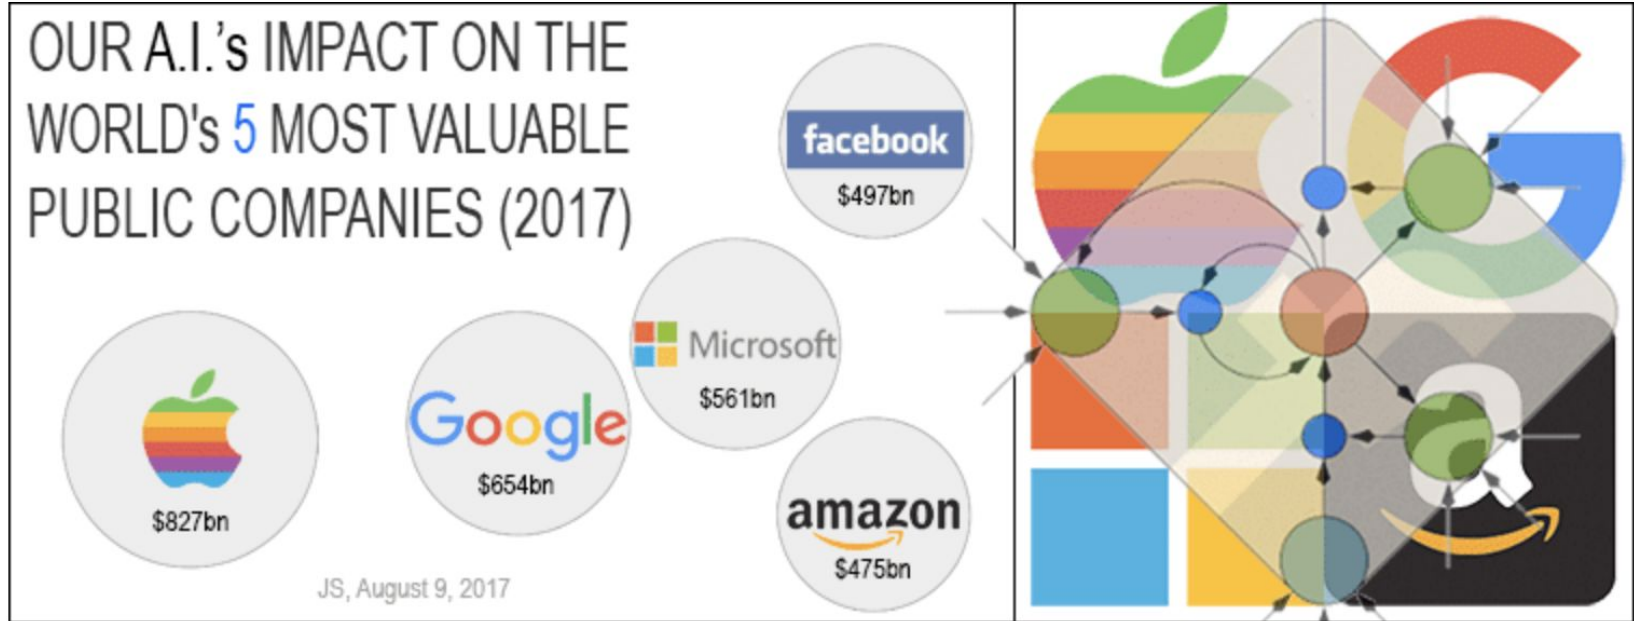 OUR A.I.'s IMPACT ON THE
WORLD's 5 MOST VALUABLE
PUBLIC COMPANIES (2017)
facebook
$497bn
Microsoft
$561bn
Google
$654bn
$827bn
amazon
$475bn
JS, August 9, 2017